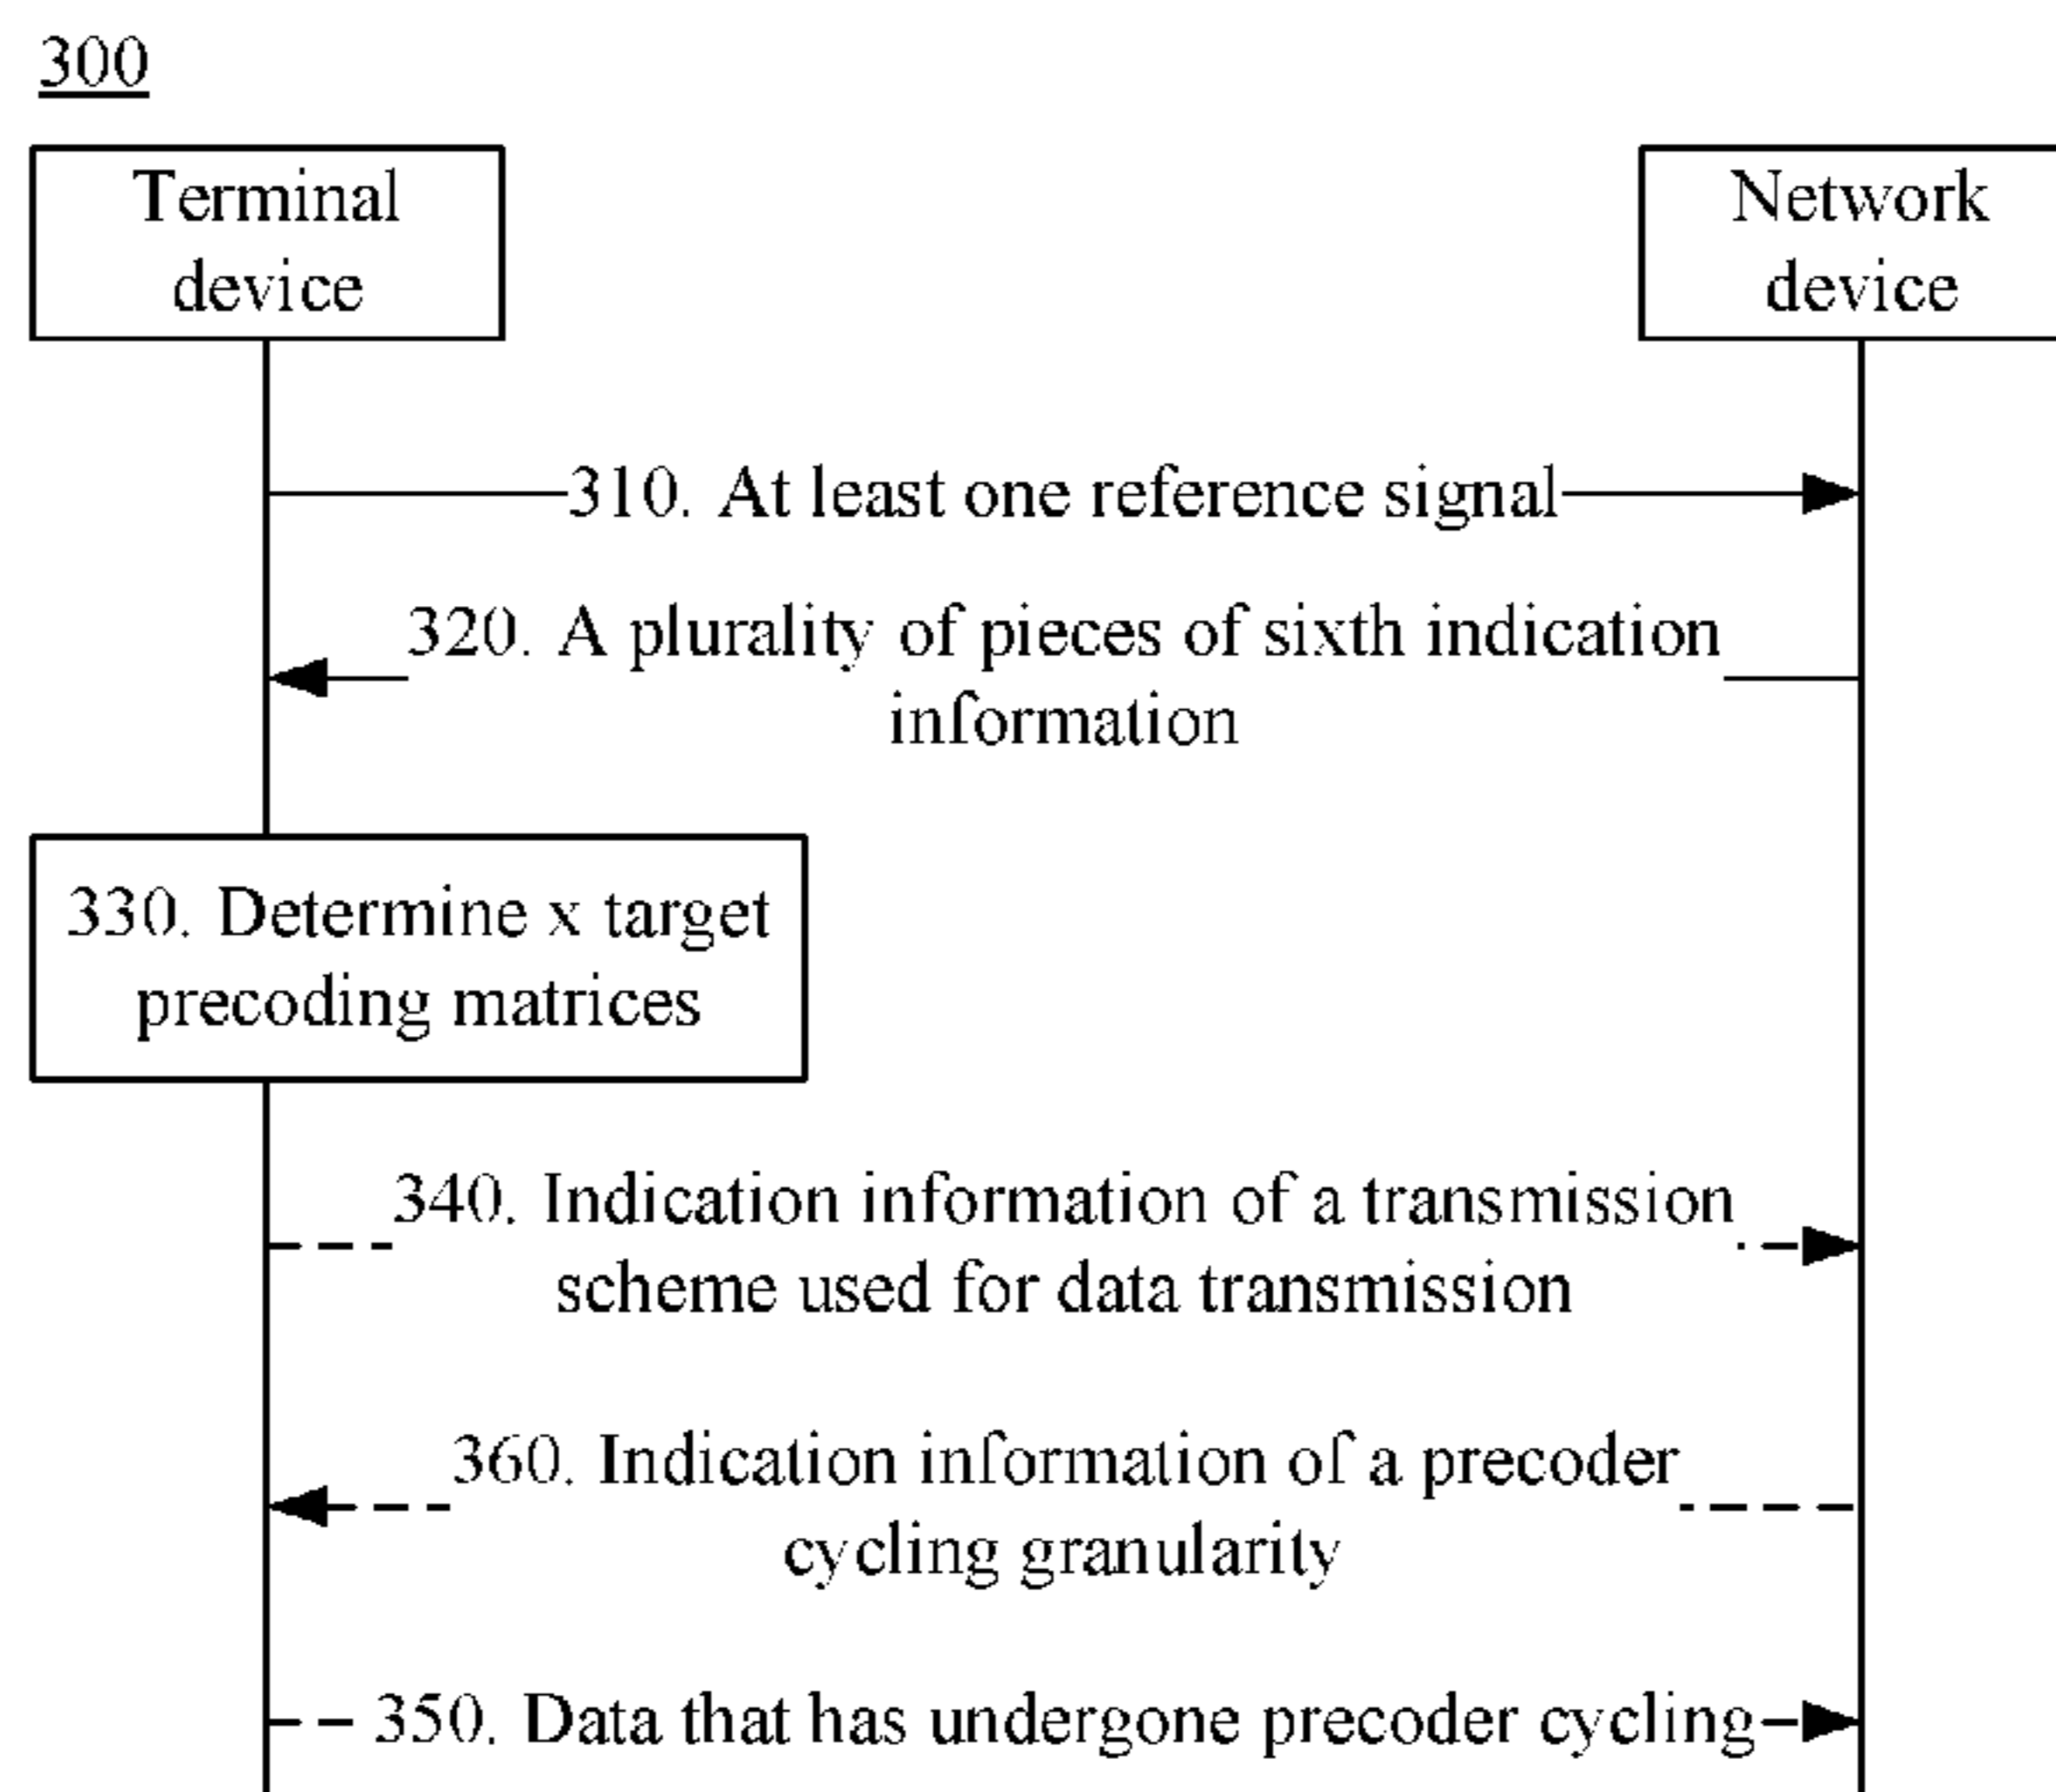 300
Terminal
device
Network
device
310. At least one reference signal
320. A plurality of pieces of sixth indication
information
330. Determine x target
precoding matrices
340. Indication information of a transmission
scheme used for data transmission
360. Indication information of a precoder
cycling granularity
350. Data that has undergone precoder cycling